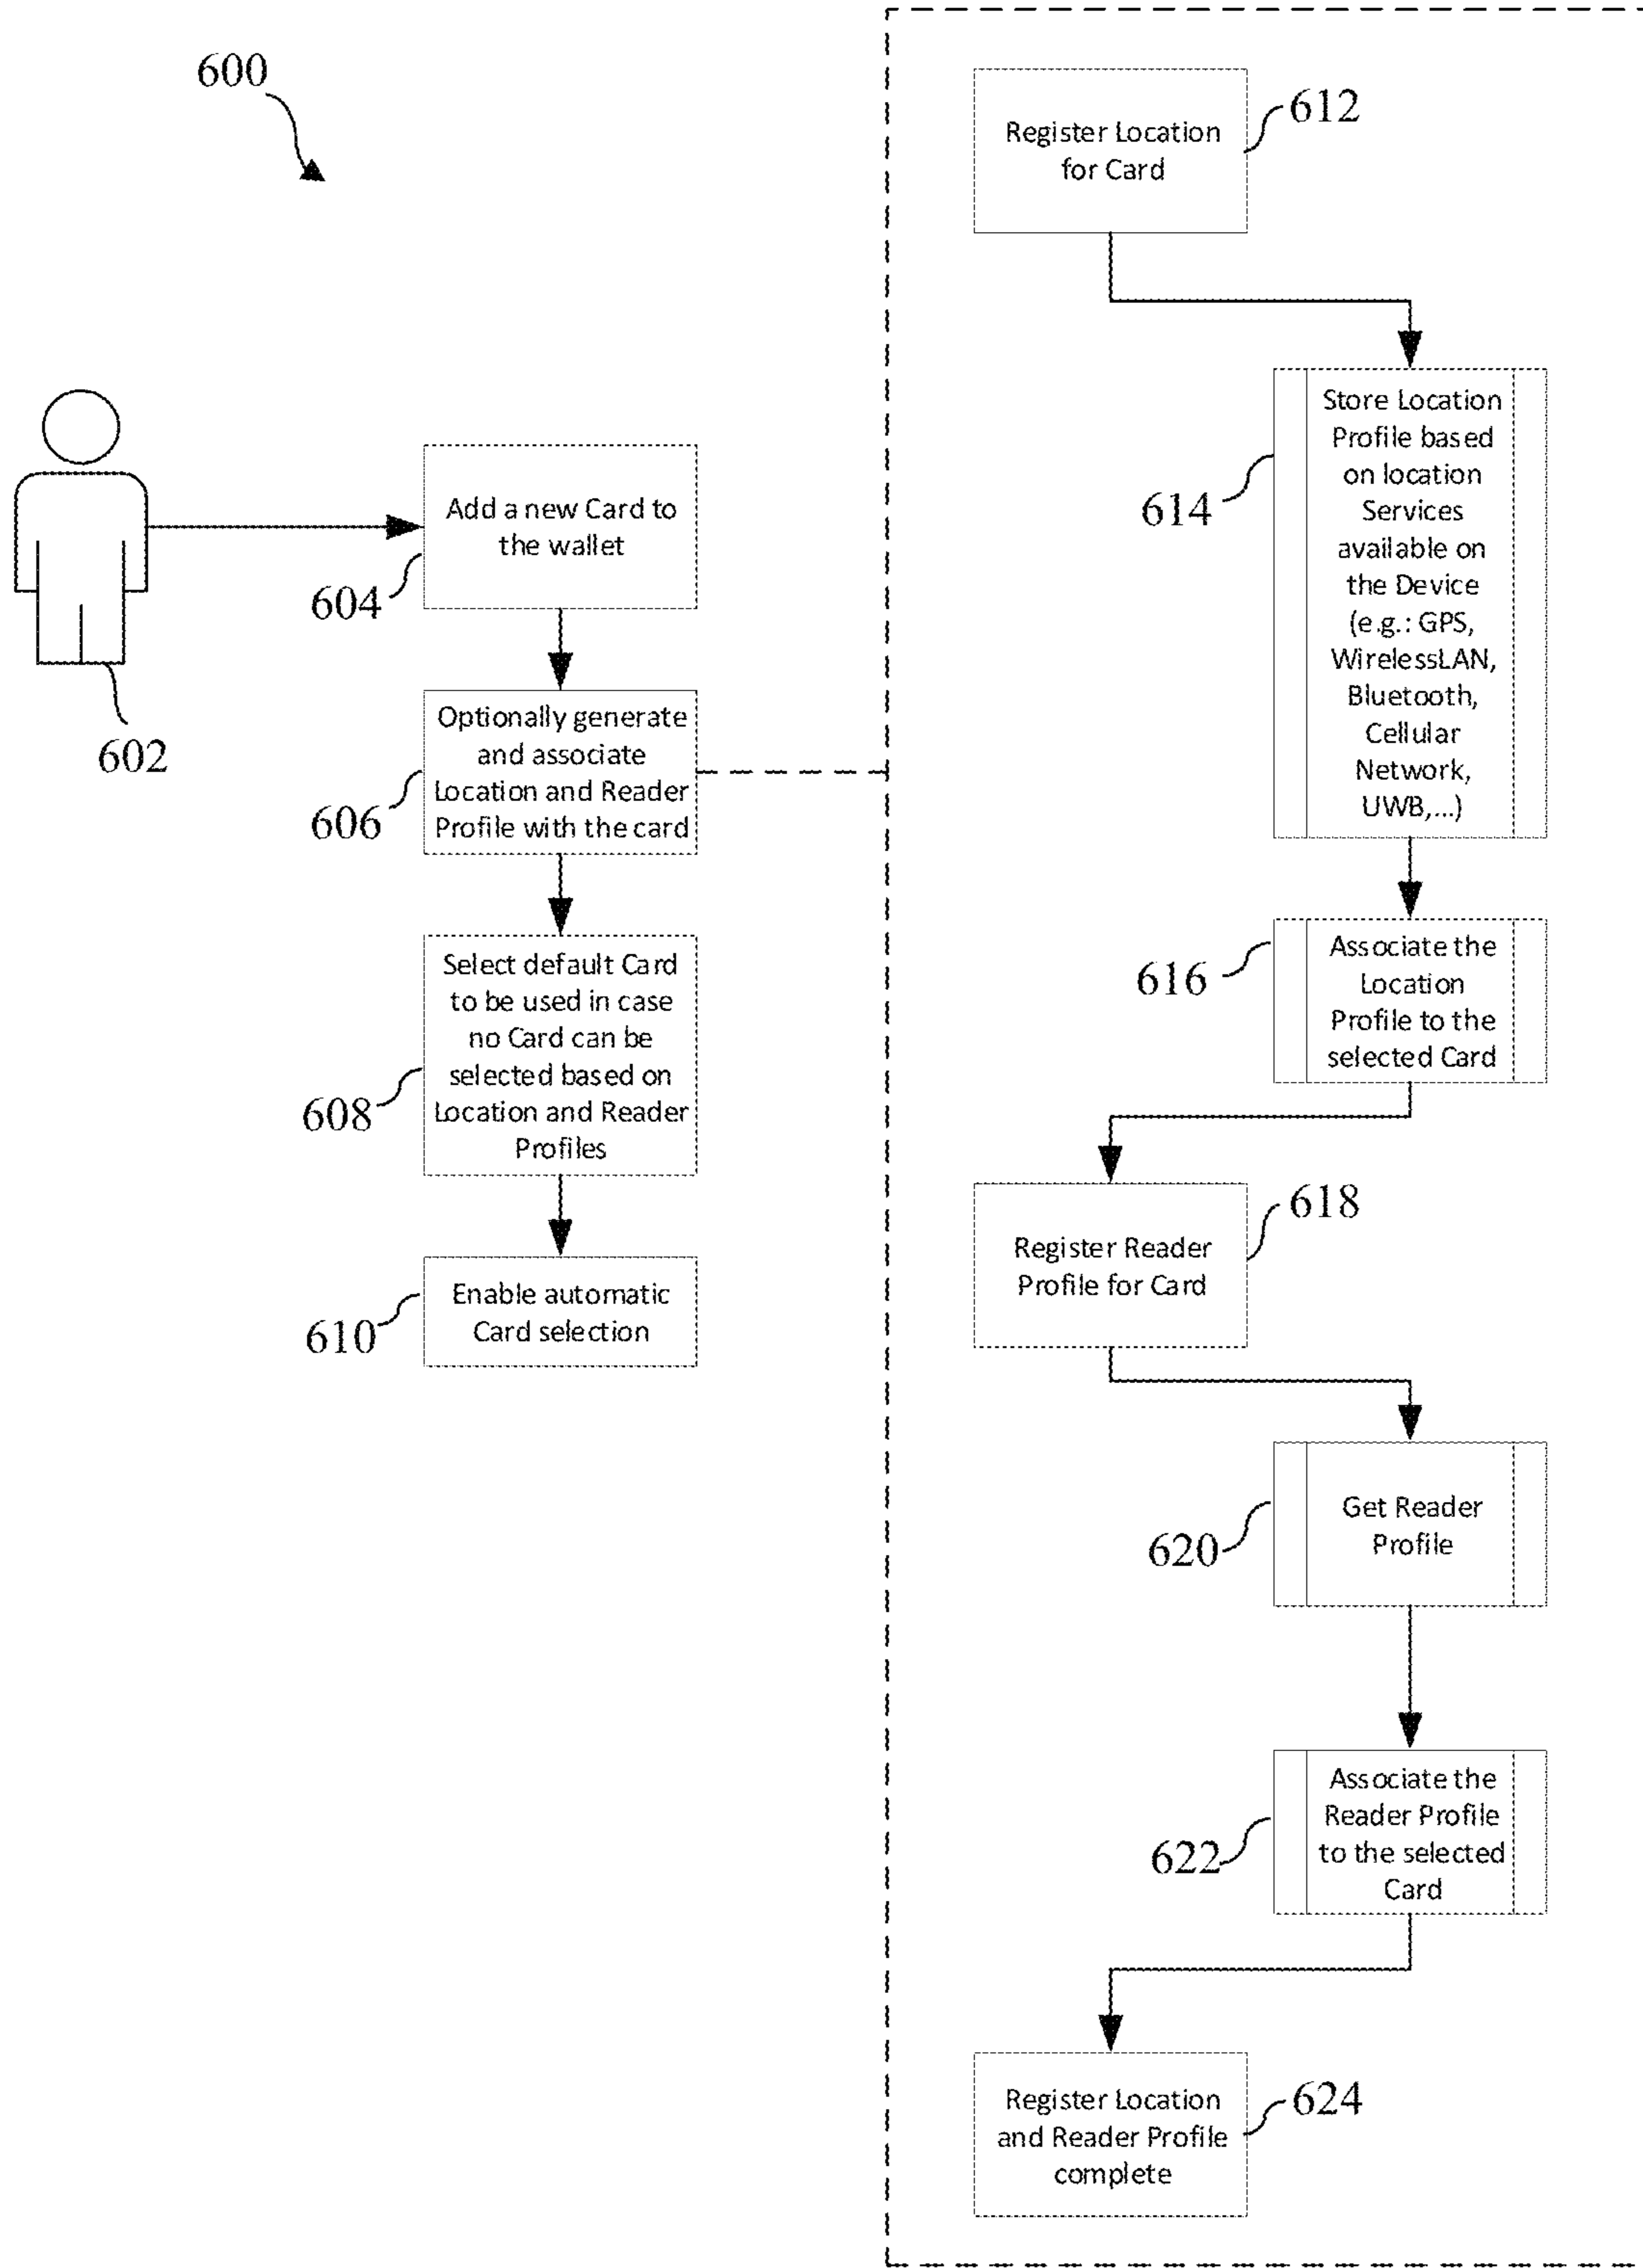 600
602
Add a new Card to
the wallet
604
Optionally generate
and associate
Location and Reader
Profile with the card
606
Select default Card
to be used in case
no Card can be
selected based on
Location and Reader
Profiles
608
Enable automatic
Card selection
610
Register Location
for Card
612
Store Location
Profile based
on location
Services
available on
the Device
(e.g.: GPS,
WirelessLAN,
Bluetooth,
Cellular
Network,
UWB,...)
614
Associate the
Location
Profile to the
selected Card
616
Register Reader
Profile for Card
618
Get Reader
Profile
620
Associate the
Reader Profile
to the selected
Card
622
Register Location
and Reader Profile
complete
624